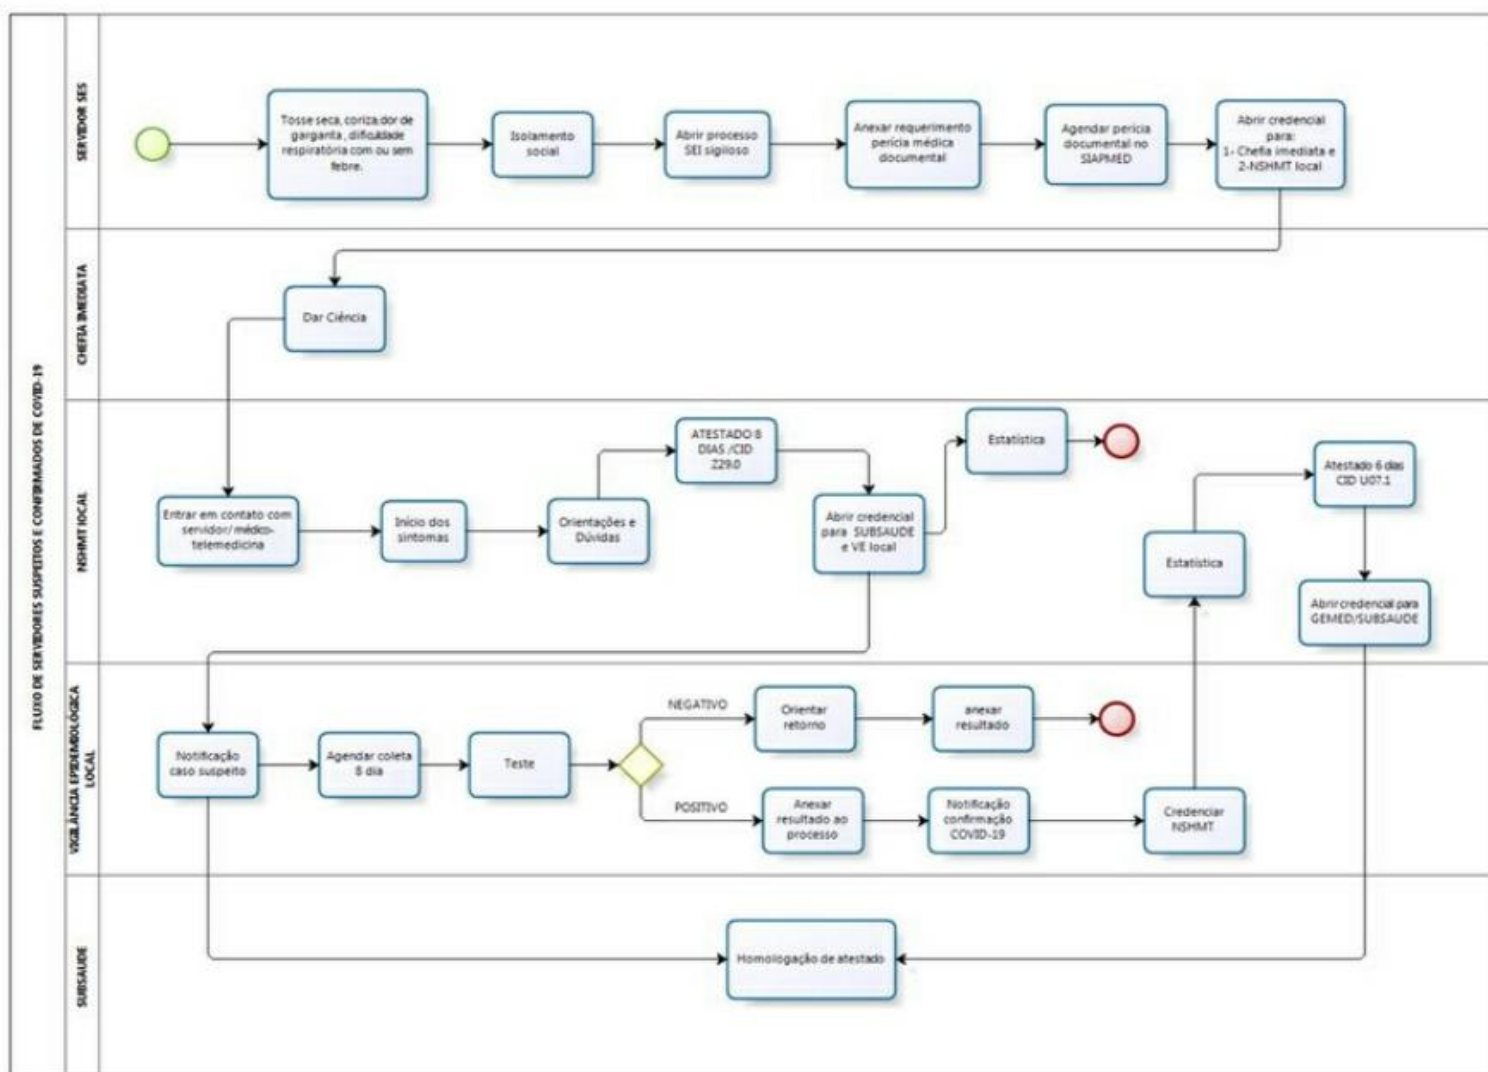 FLUXO DE SERVIDORES SUSPEITOS E CONFIRMADOS DE COVID-19
SERVIDOR SES
Tosse seca, coriza,dor de
garganta , dificuldade
respiratória com ou sem
febre.
Isolamento
social
Abrir processo
SEI sigiloso
Anexar requerimento
perícia médica
documental
Agendar perícia
documental no
SIAPMED
Abrir credencial
para:
1- Chefia imediata e
2-NSHMT local
CHEFIA IMEDIATA
Dar Ciência
NSHMT LOCAL
Entrar em contato com
servidor/ médico-
telemedicina
Início dos
sintomas
Orientações e
Dúvidas
ATESTADO 8
DIAS /CID
Z29.0
Abrir credencial
para SUBSAUDE
e VE local
Estatística
Estatística
Atestado 6 dias
CID U07.1
Abrir credencial para
GEMED/SUBSAUDE
VIGILÂNCIA EPIDEMIOLÓGICA
LOCAL
Notificação
caso suspeito
Agendar coleta
8 dia
Teste
NEGATIVO
Orientar
retorno
anexar
resultado
POSITIVO
Anexar
resultado ao
processo
Notificação
confirmação
COVID-19
Credenciar
NSHMT
SUBSAUDE
Homologação de atestado